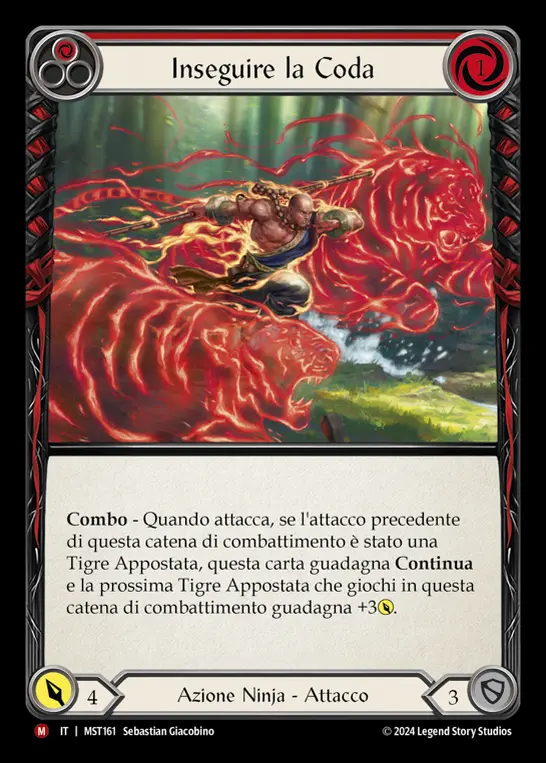 Inseguire la Coda
1
Combo - Quando attacca, se l'attacco precedente
di questa catena di combattimento è stato una
Tigre Appostata, questa carta guadagna Continua
e la prossima Tigre Appostata che giochi in questa
catena di combattimento guadagna +3.
4
Azione Ninja - Attacco
3
M IT | MST161 Sebastian Giacobino
© 2024 Legend Story Studios